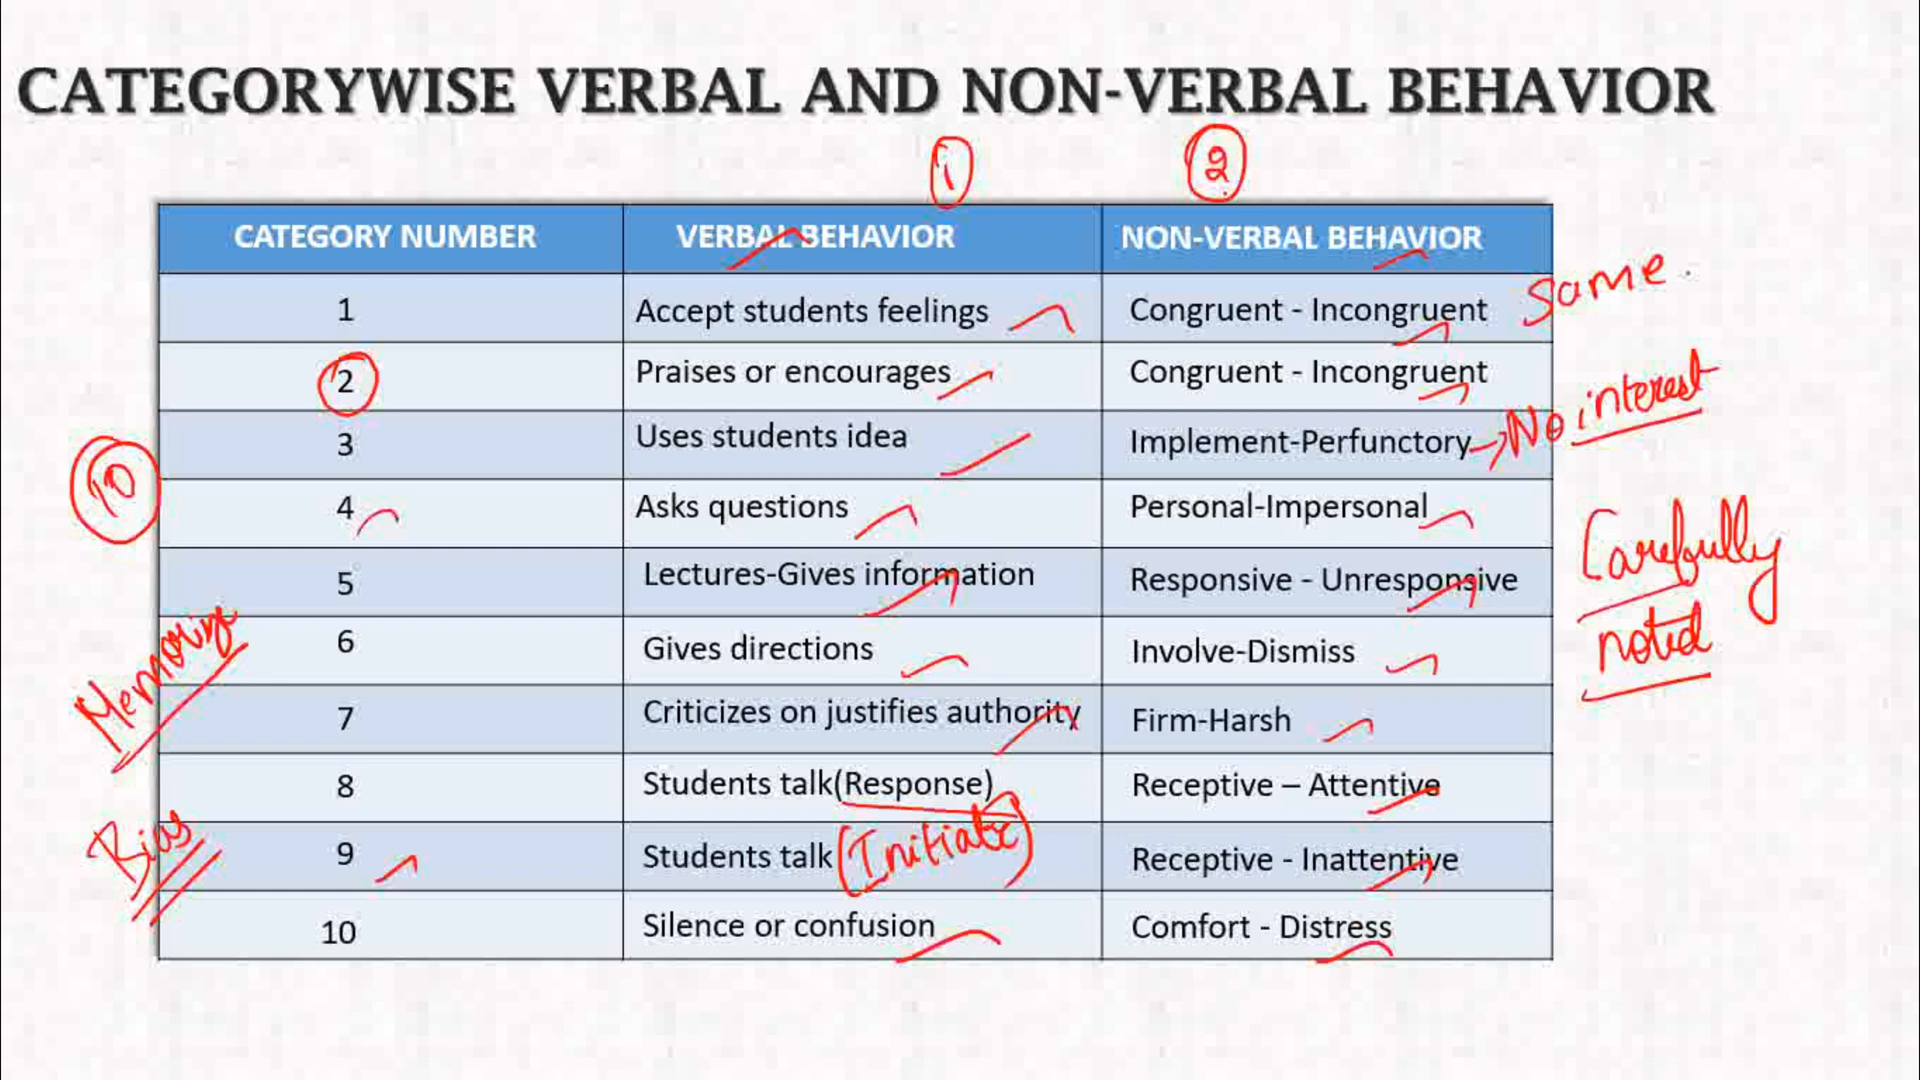 CATEGORYWISE VERBAL AND NON-VERBAL BEHAVIOR
1 2
CATEGORY NUMBER VERBAL BEHAVIOR NON-VERBAL BEHAVIOR
1 Accept students feelings Congruent - Incongruent Same
2 Praises or encourages Congruent - Incongruent
3 Uses students idea Implement-Perfunctory → No interest
10
4 Asks questions Personal-Impersonal
5 Lectures-Gives information Responsive - Unresponsive Carefully
noted
Memorize
6 Gives directions Involve-Dismiss
7 Criticizes on justifies authority Firm-Harsh
8 Students talk(Response) Receptive – Attentive
Bias
9 Students talk (Initiate) Receptive - Inattentive
10 Silence or confusion Comfort - Distress